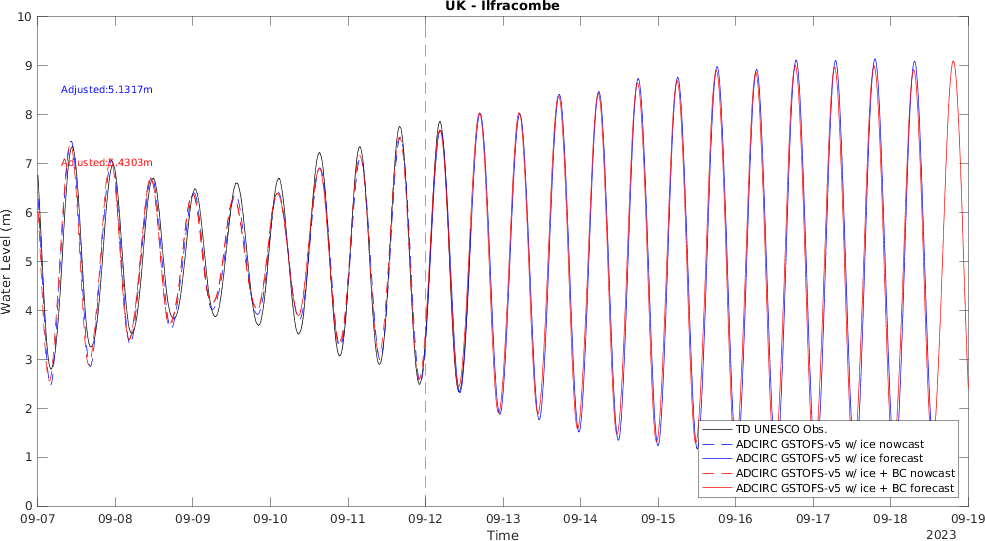 UK - Ilfracombe
10
9
8
7
6
5
4
3
2
1
0
Water Level (m)
Adjusted:5.1317m
09-07 09-08 09-09 09-10 09-11 09-12 09-13 09-14 09-15 09-16 09-17 09-18 09-19
Time
2023
TD UNESCO Obs.
ADCIRC GSTOFS-v5 w/ ice nowcast
ADCIRC GSTOFS-v5 w/ ice forecast
ADCIRC GSTOFS-v5 w/ ice + BC nowcast
ADCIRC GSTOFS-v5 w/ ice + BC forecast